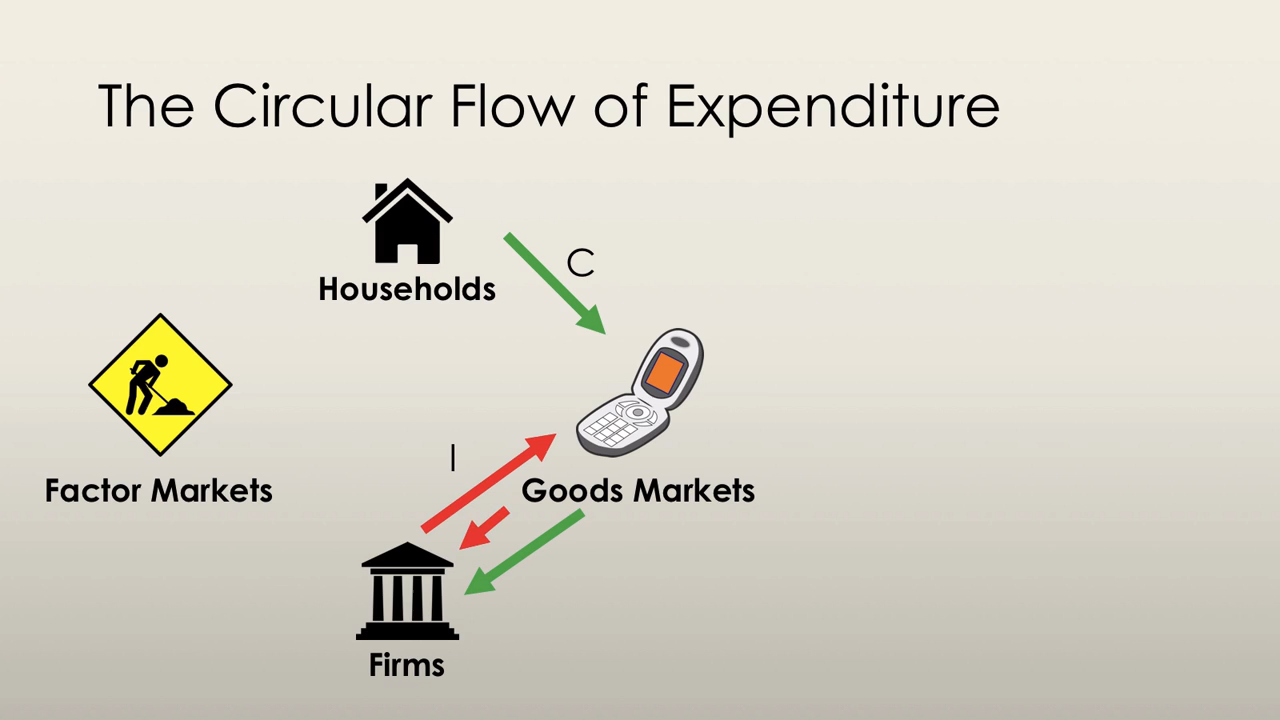 The Circular Flow of Expenditure
Households
C
I
Factor Markets
Goods Markets
Firms